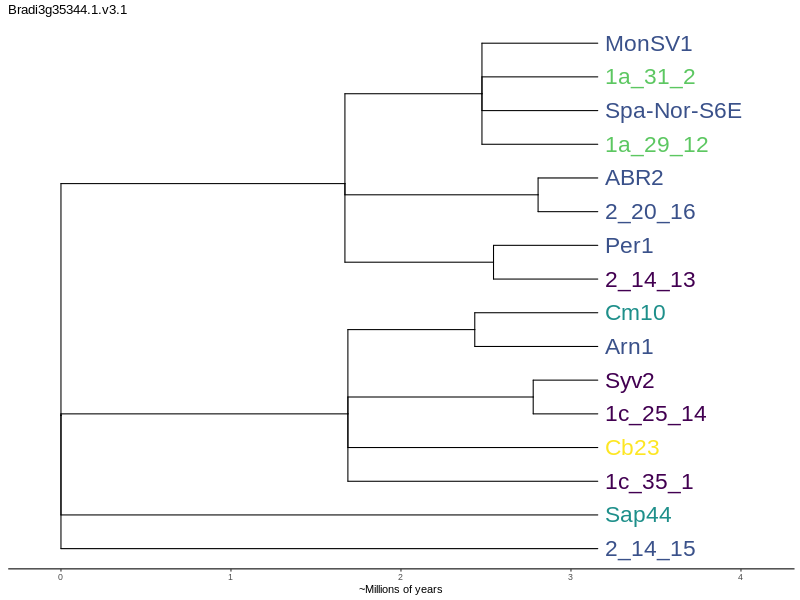 Bradi3g35344.1.v3.1
MonSV1
1a_31_2
Spa-Nor-S6E
1a_29_12
ABR2
2_20_16
Per1
2_14_13
Cm10
Arn1
Syv2
1c_25_14
Cb23
1c_35_1
Sap44
2_14_15
0 1 2 3 4
~Millions of years